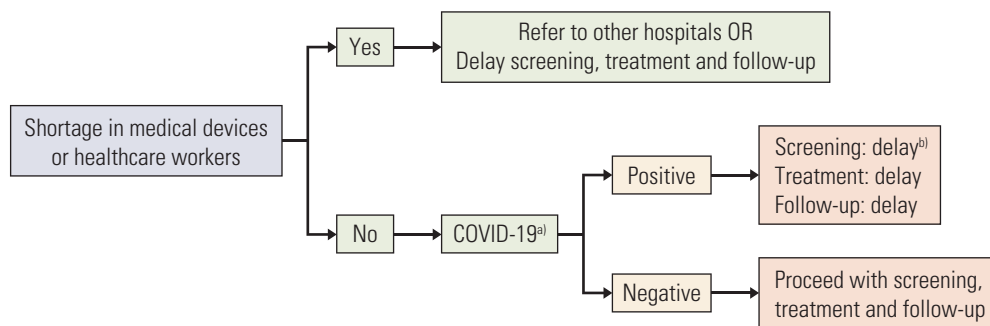 Shortage in medical devices
or healthcare workers
Yes
Refer to other hospitals OR
Delay screening, treatment and follow-up
No
COVID-19a)
Positive
Screening: delayb)
Treatment: delay
Follow-up: delay
Negative
Proceed with screening,
treatment and follow-up